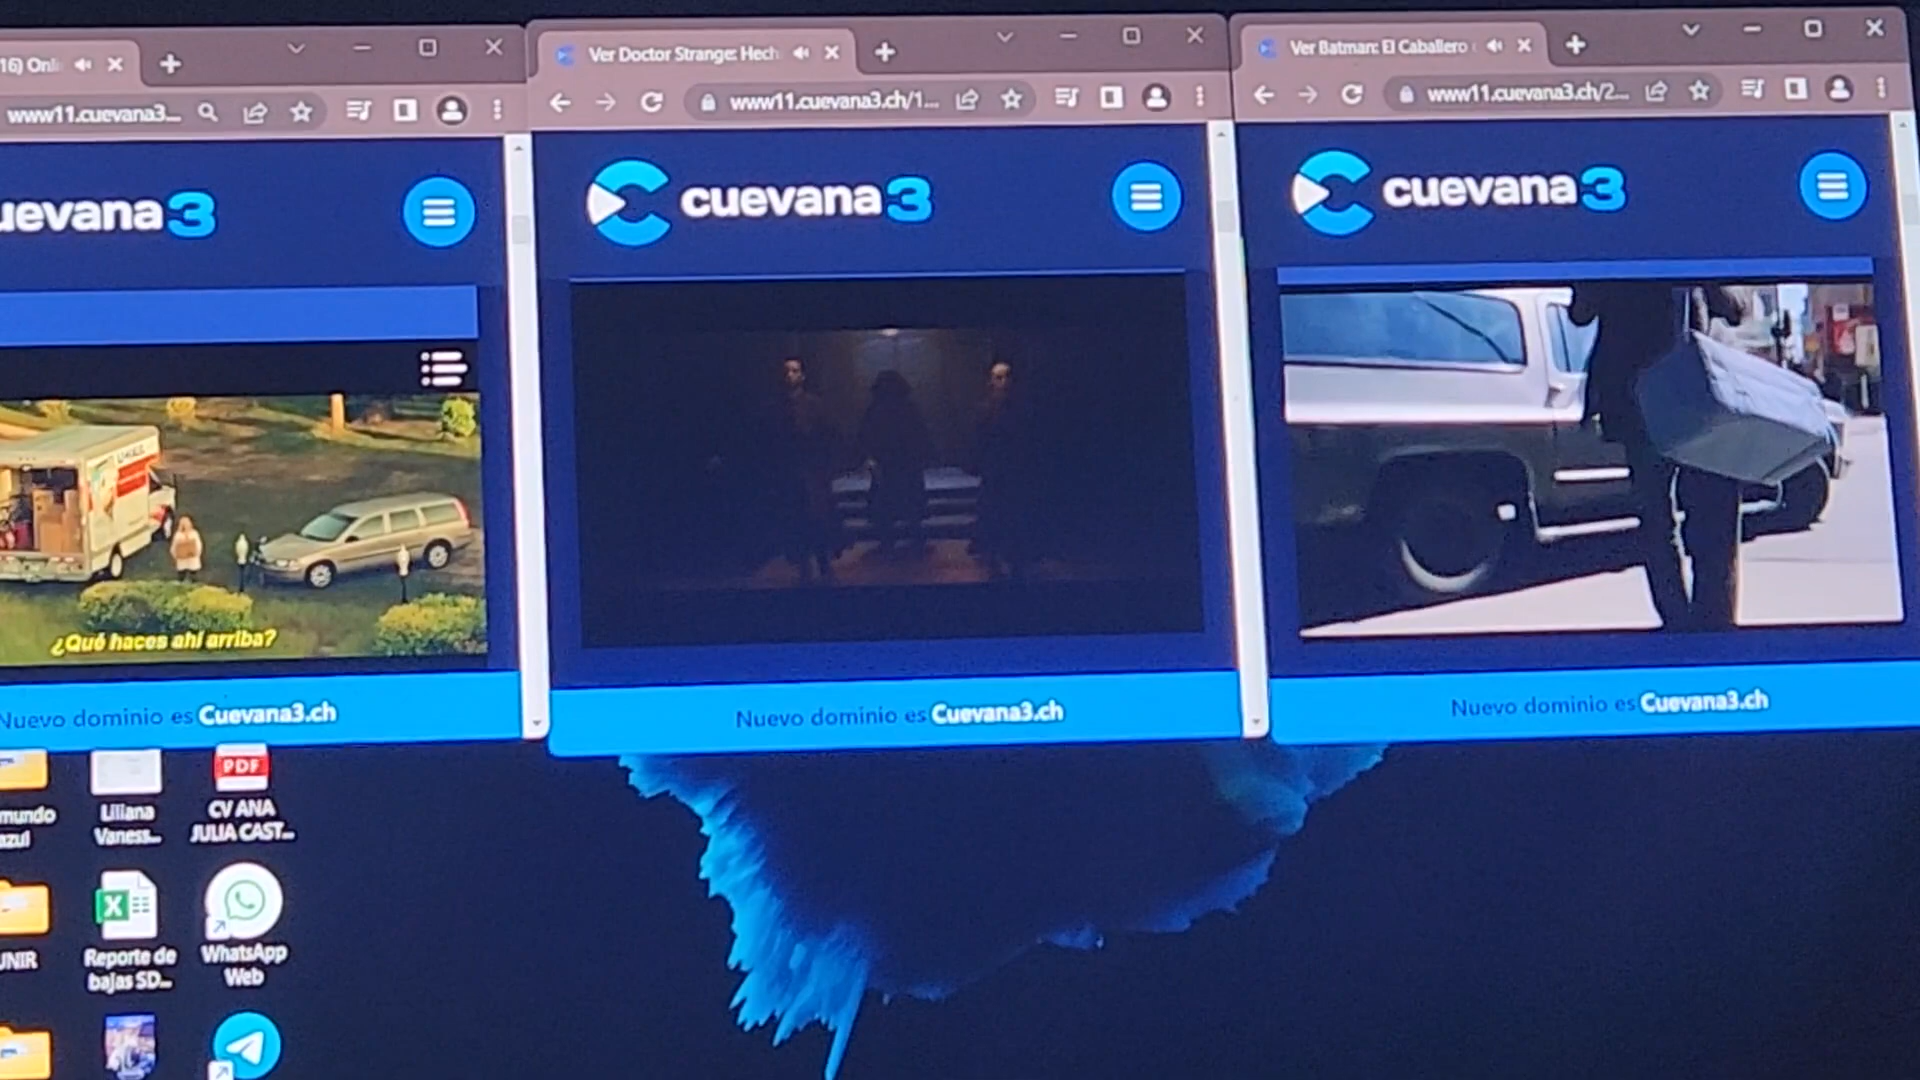 16) Onli
www11.cuevana3...
uevana3
U-HAUL
¿Qué haces ahí arriba?
Nuevo dominio es Cuevana3.ch
Ver Doctor Strange: Hech
www11.cuevana3.ch/1...
cuevana3
Nuevo dominio es Cuevana3.ch
Ver Batman: El Caballero
www11.cuevana3.ch/2...
cuevana3
Nuevo dominio es Cuevana3.ch
mundo
azul
Liliana
Vaness...
PDF
CV ANA
JULIA CAST...
UNIR
X
Reporte de
bajas SD...
WhatsApp
Web